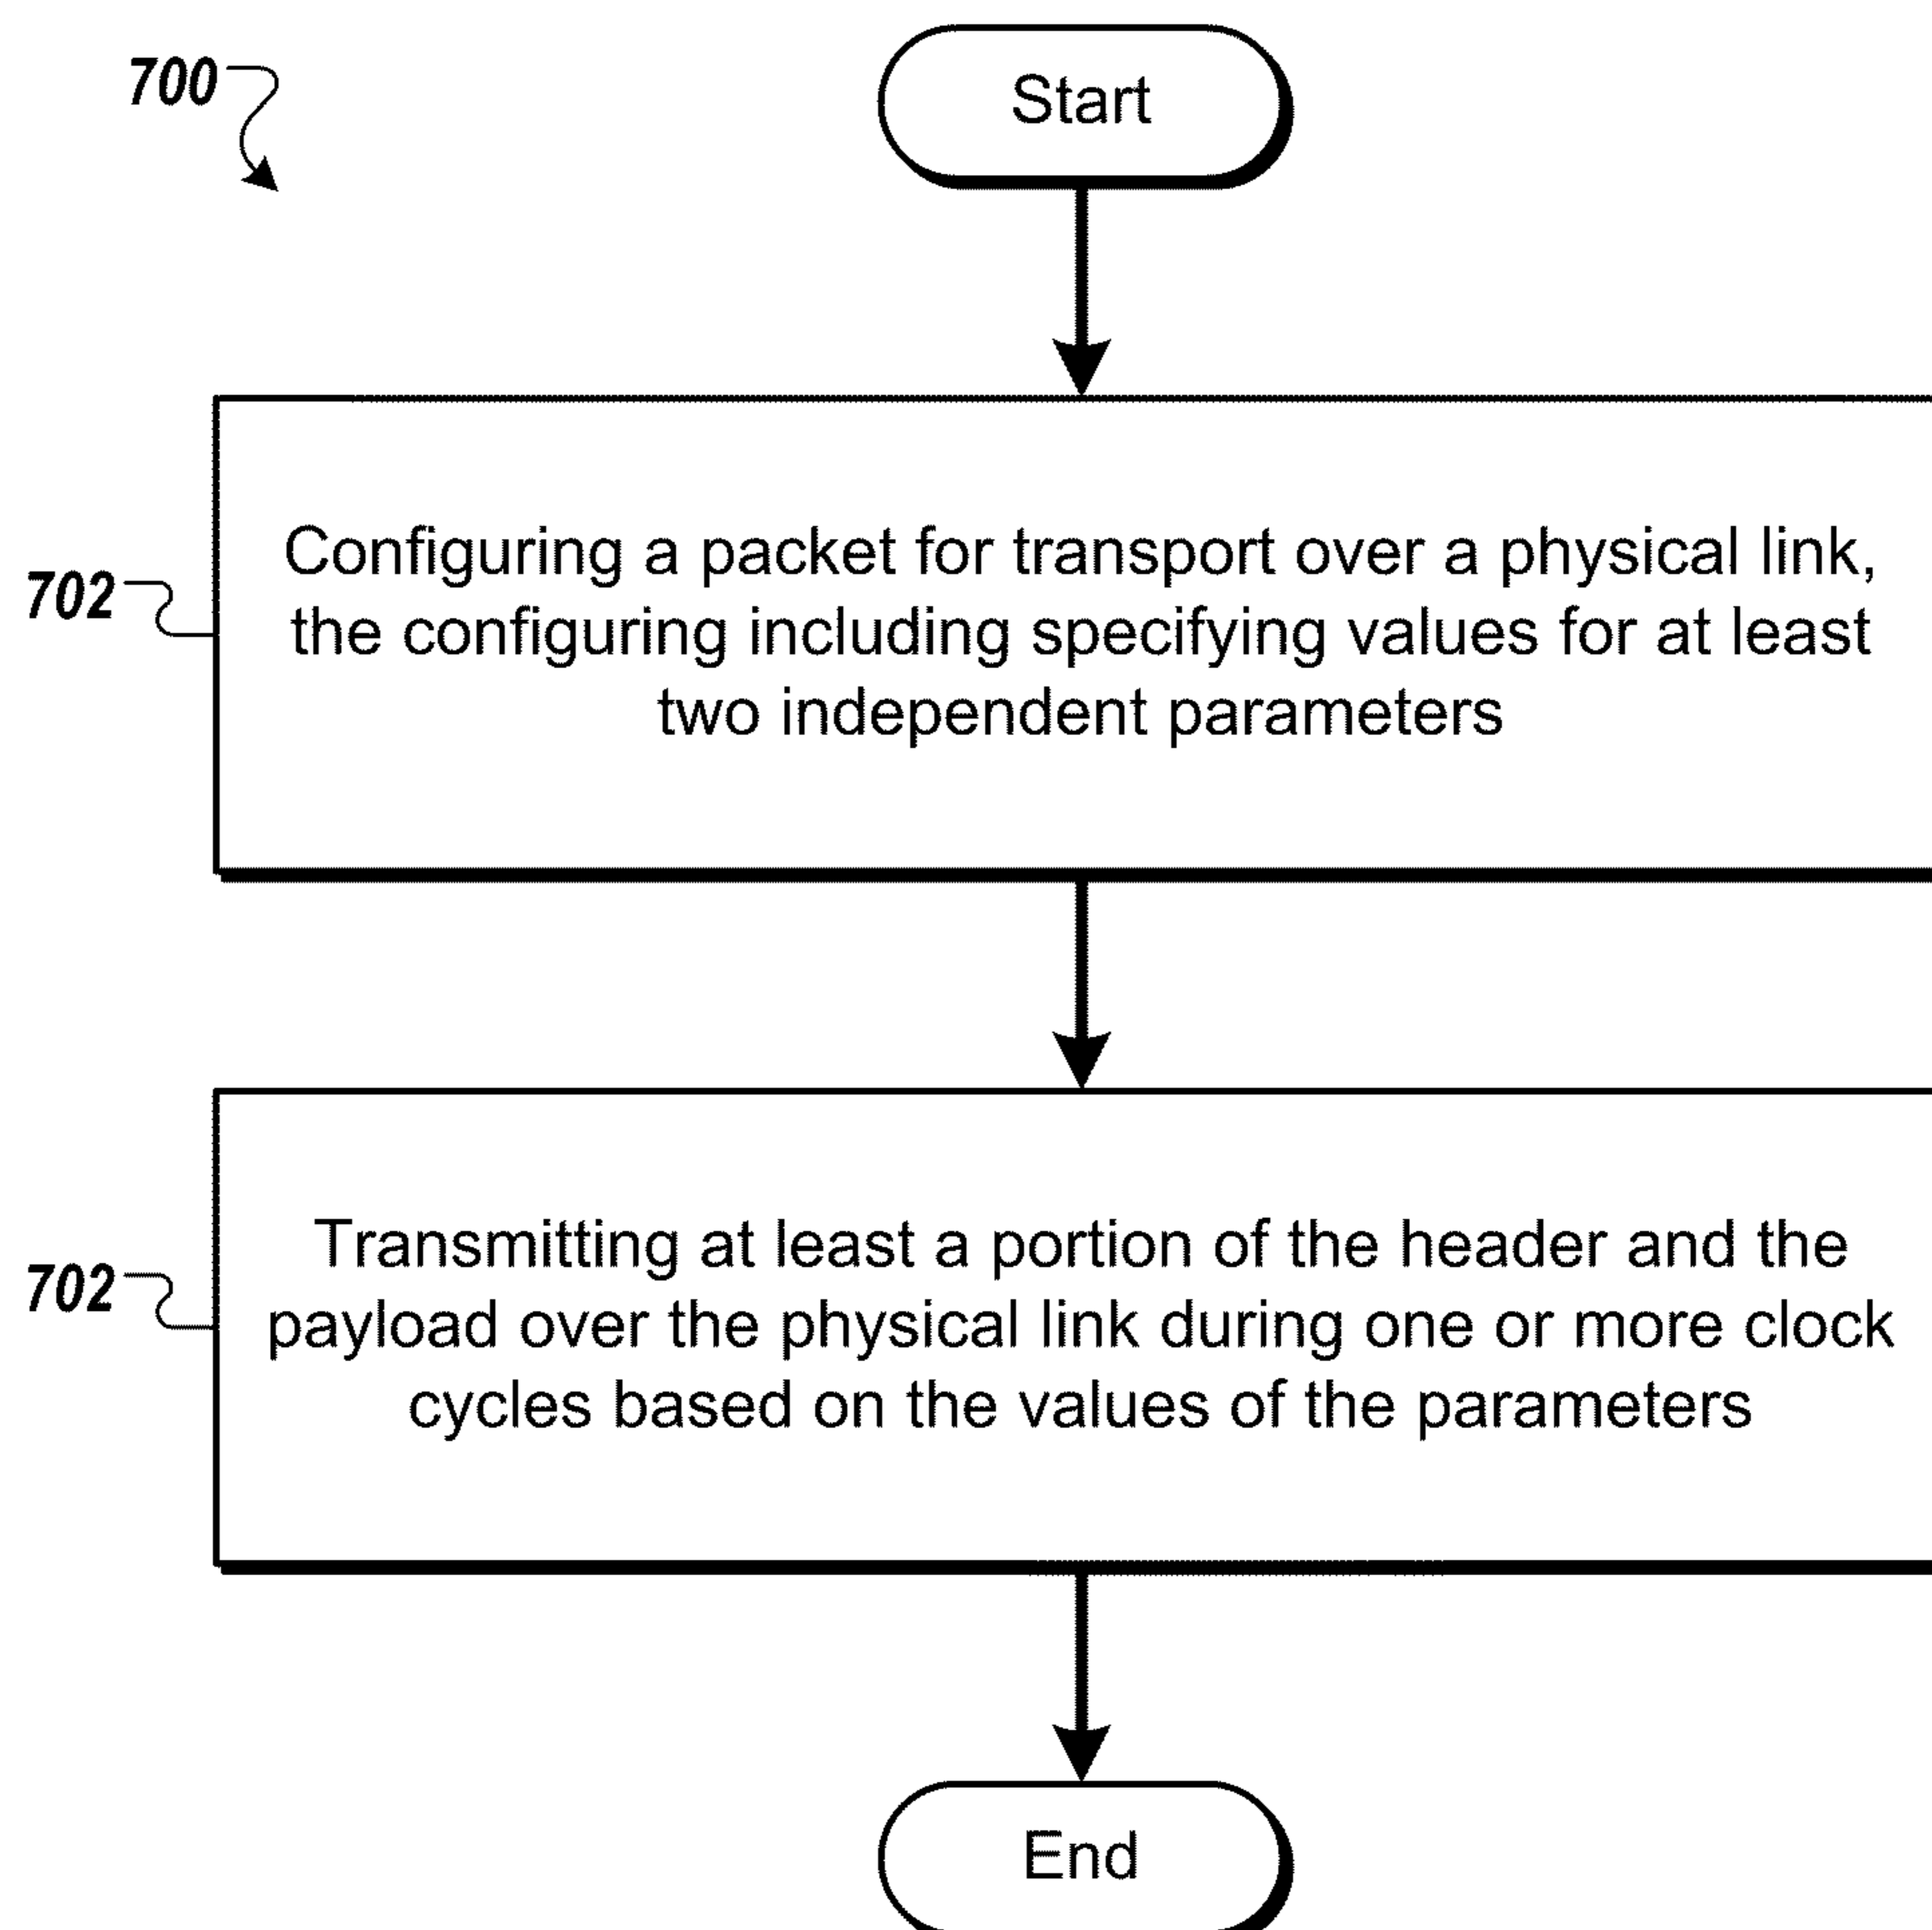 700
Start
702
Configuring a packet for transport over a physical link,
the configuring including specifying values for at least
two independent parameters
702
Transmitting at least a portion of the header and the
payload over the physical link during one or more clock
cycles based on the values of the parameters
End